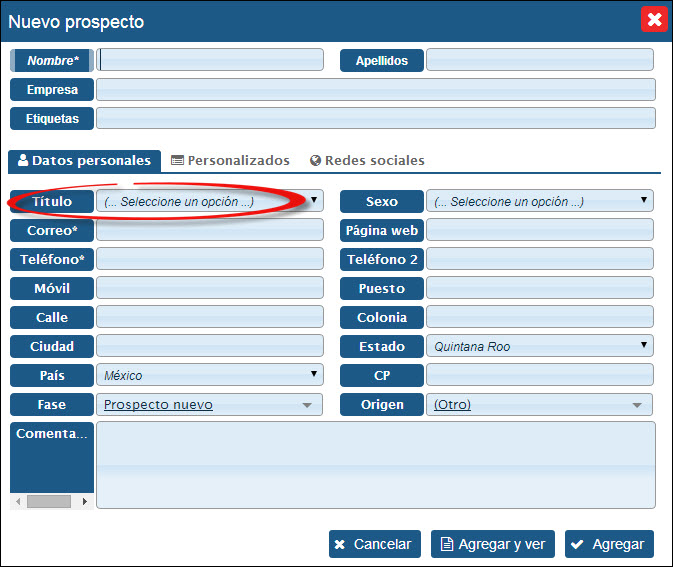 Nuevo prospecto
Nombre* Apellidos
Empresa
Etiquetas
Datos personales Personalizados Redes sociales
Título (... Seleccione un opción ...) Sexo (... Seleccione un opción ...)
Correo* Página web
Teléfono* Teléfono 2
Móvil Puesto
Calle Colonia
Ciudad Estado Quintana Roo
País México CP
Fase Prospecto nuevo Origen (Otro)
Comenta...
Cancelar Agregar y ver Agregar